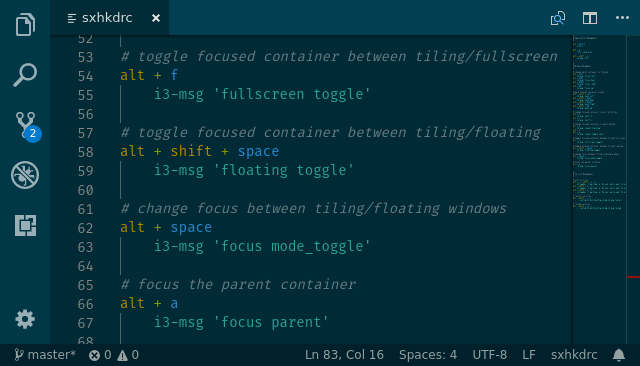 sxhkdrc ×
52
53 # toggle focused container between tiling/fullscreen
54 alt + f
55 i3-msg 'fullscreen toggle'
56
57 # toggle focused container between tiling/floating
58 alt + shift + space
59 i3-msg 'floating toggle'
60
61 # change focus between tiling/floating windows
62 alt + space
63 i3-msg 'focus mode_toggle'
64
65 # focus the parent container
66 alt + a
67 i3-msg 'focus parent'
68
2
master* 0 0 Ln 83, Col 16 Spaces: 4 UTF-8 LF sxhkdrc